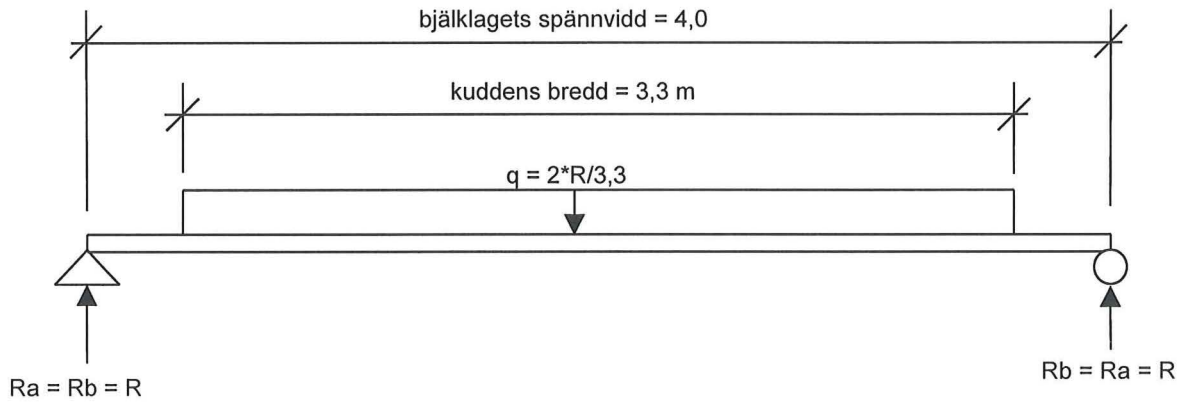 bjälklagets spännvidd = 4,0
kuddens bredd = 3,3 m
q = 2*R/3,3
Ra = Rb = R
Rb = Ra = R